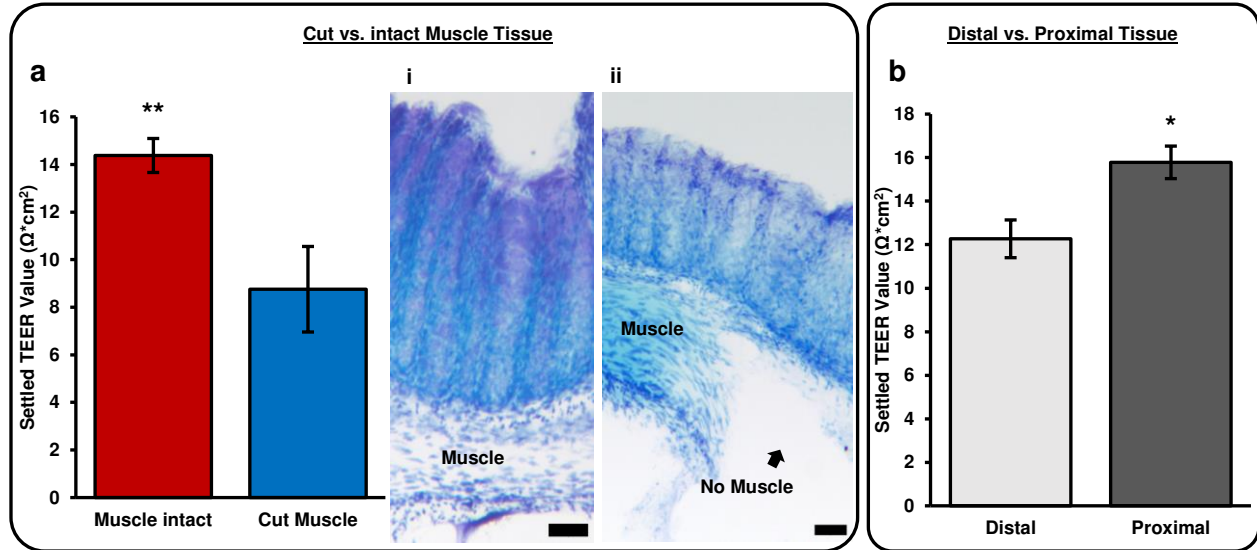 Cut vs. intact Muscle Tissue
a
i
ii
**
Settled TEER Value (Ω*cm2)
16
14
12
10
8
6
4
2
0
Muscle intact
Cut Muscle
Muscle
Muscle
No Muscle
Distal vs. Proximal Tissue
b
*
Settled TEER Value (Ω*cm²)
18
16
14
12
10
8
6
4
2
0
Distal
Proximal